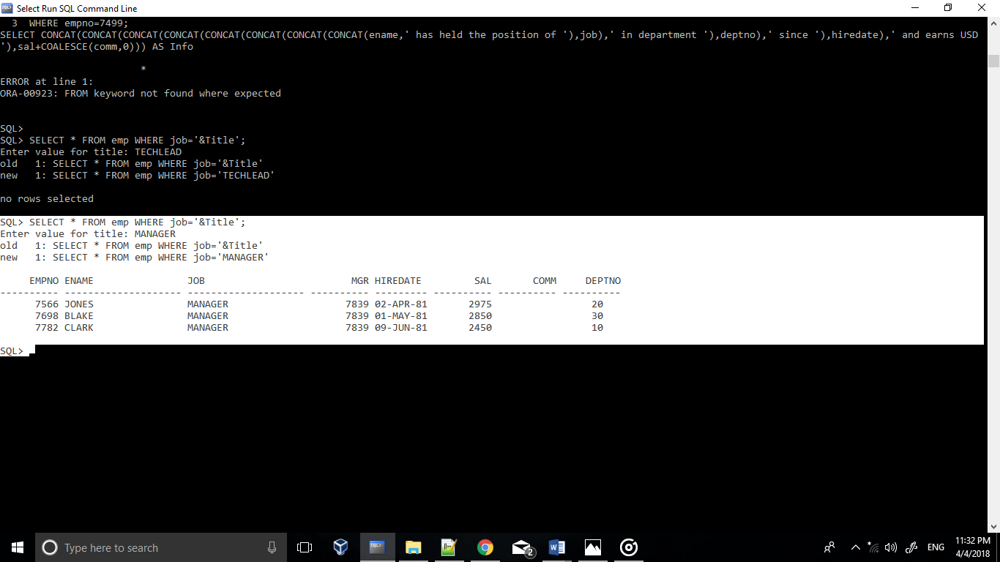 Select Run SQL Command Line
  3  WHERE empno=7499;
SELECT CONCAT(CONCAT(CONCAT(CONCAT(CONCAT(CONCAT(CONCAT(CONCAT(ename,' has held the position of '),job),' in department '),deptno),' since '),hiredate),' and earns USD
'),sal+COALESCE(comm,0))) AS Info
*
ERROR at line 1:
ORA-00923: FROM keyword not found where expected
SQL>
SQL> SELECT * FROM emp WHERE job='&Title';
Enter value for title: TECHLEAD
old   1: SELECT * FROM emp WHERE job='&Title'
new   1: SELECT * FROM emp WHERE job='TECHLEAD'
no rows selected
SQL> SELECT * FROM emp WHERE job='&Title';
Enter value for title: MANAGER
old   1: SELECT * FROM emp WHERE job='&Title'
new   1: SELECT * FROM emp WHERE job='MANAGER'
     EMPNO ENAME                JOB                         MGR HIREDATE         SAL       COMM     DEPTNO
---------- -------------------- -------------------- ---------- --------- ---------- ---------- ----------
      7566 JONES                MANAGER                    7839 02-APR-81       2975                 20
      7698 BLAKE                MANAGER                    7839 01-MAY-81       2850                 30
      7782 CLARK                MANAGER                    7839 09-JUN-81       2450                 10
SQL>
Type here to search
2
ENG
11:32 PM
4/4/2018